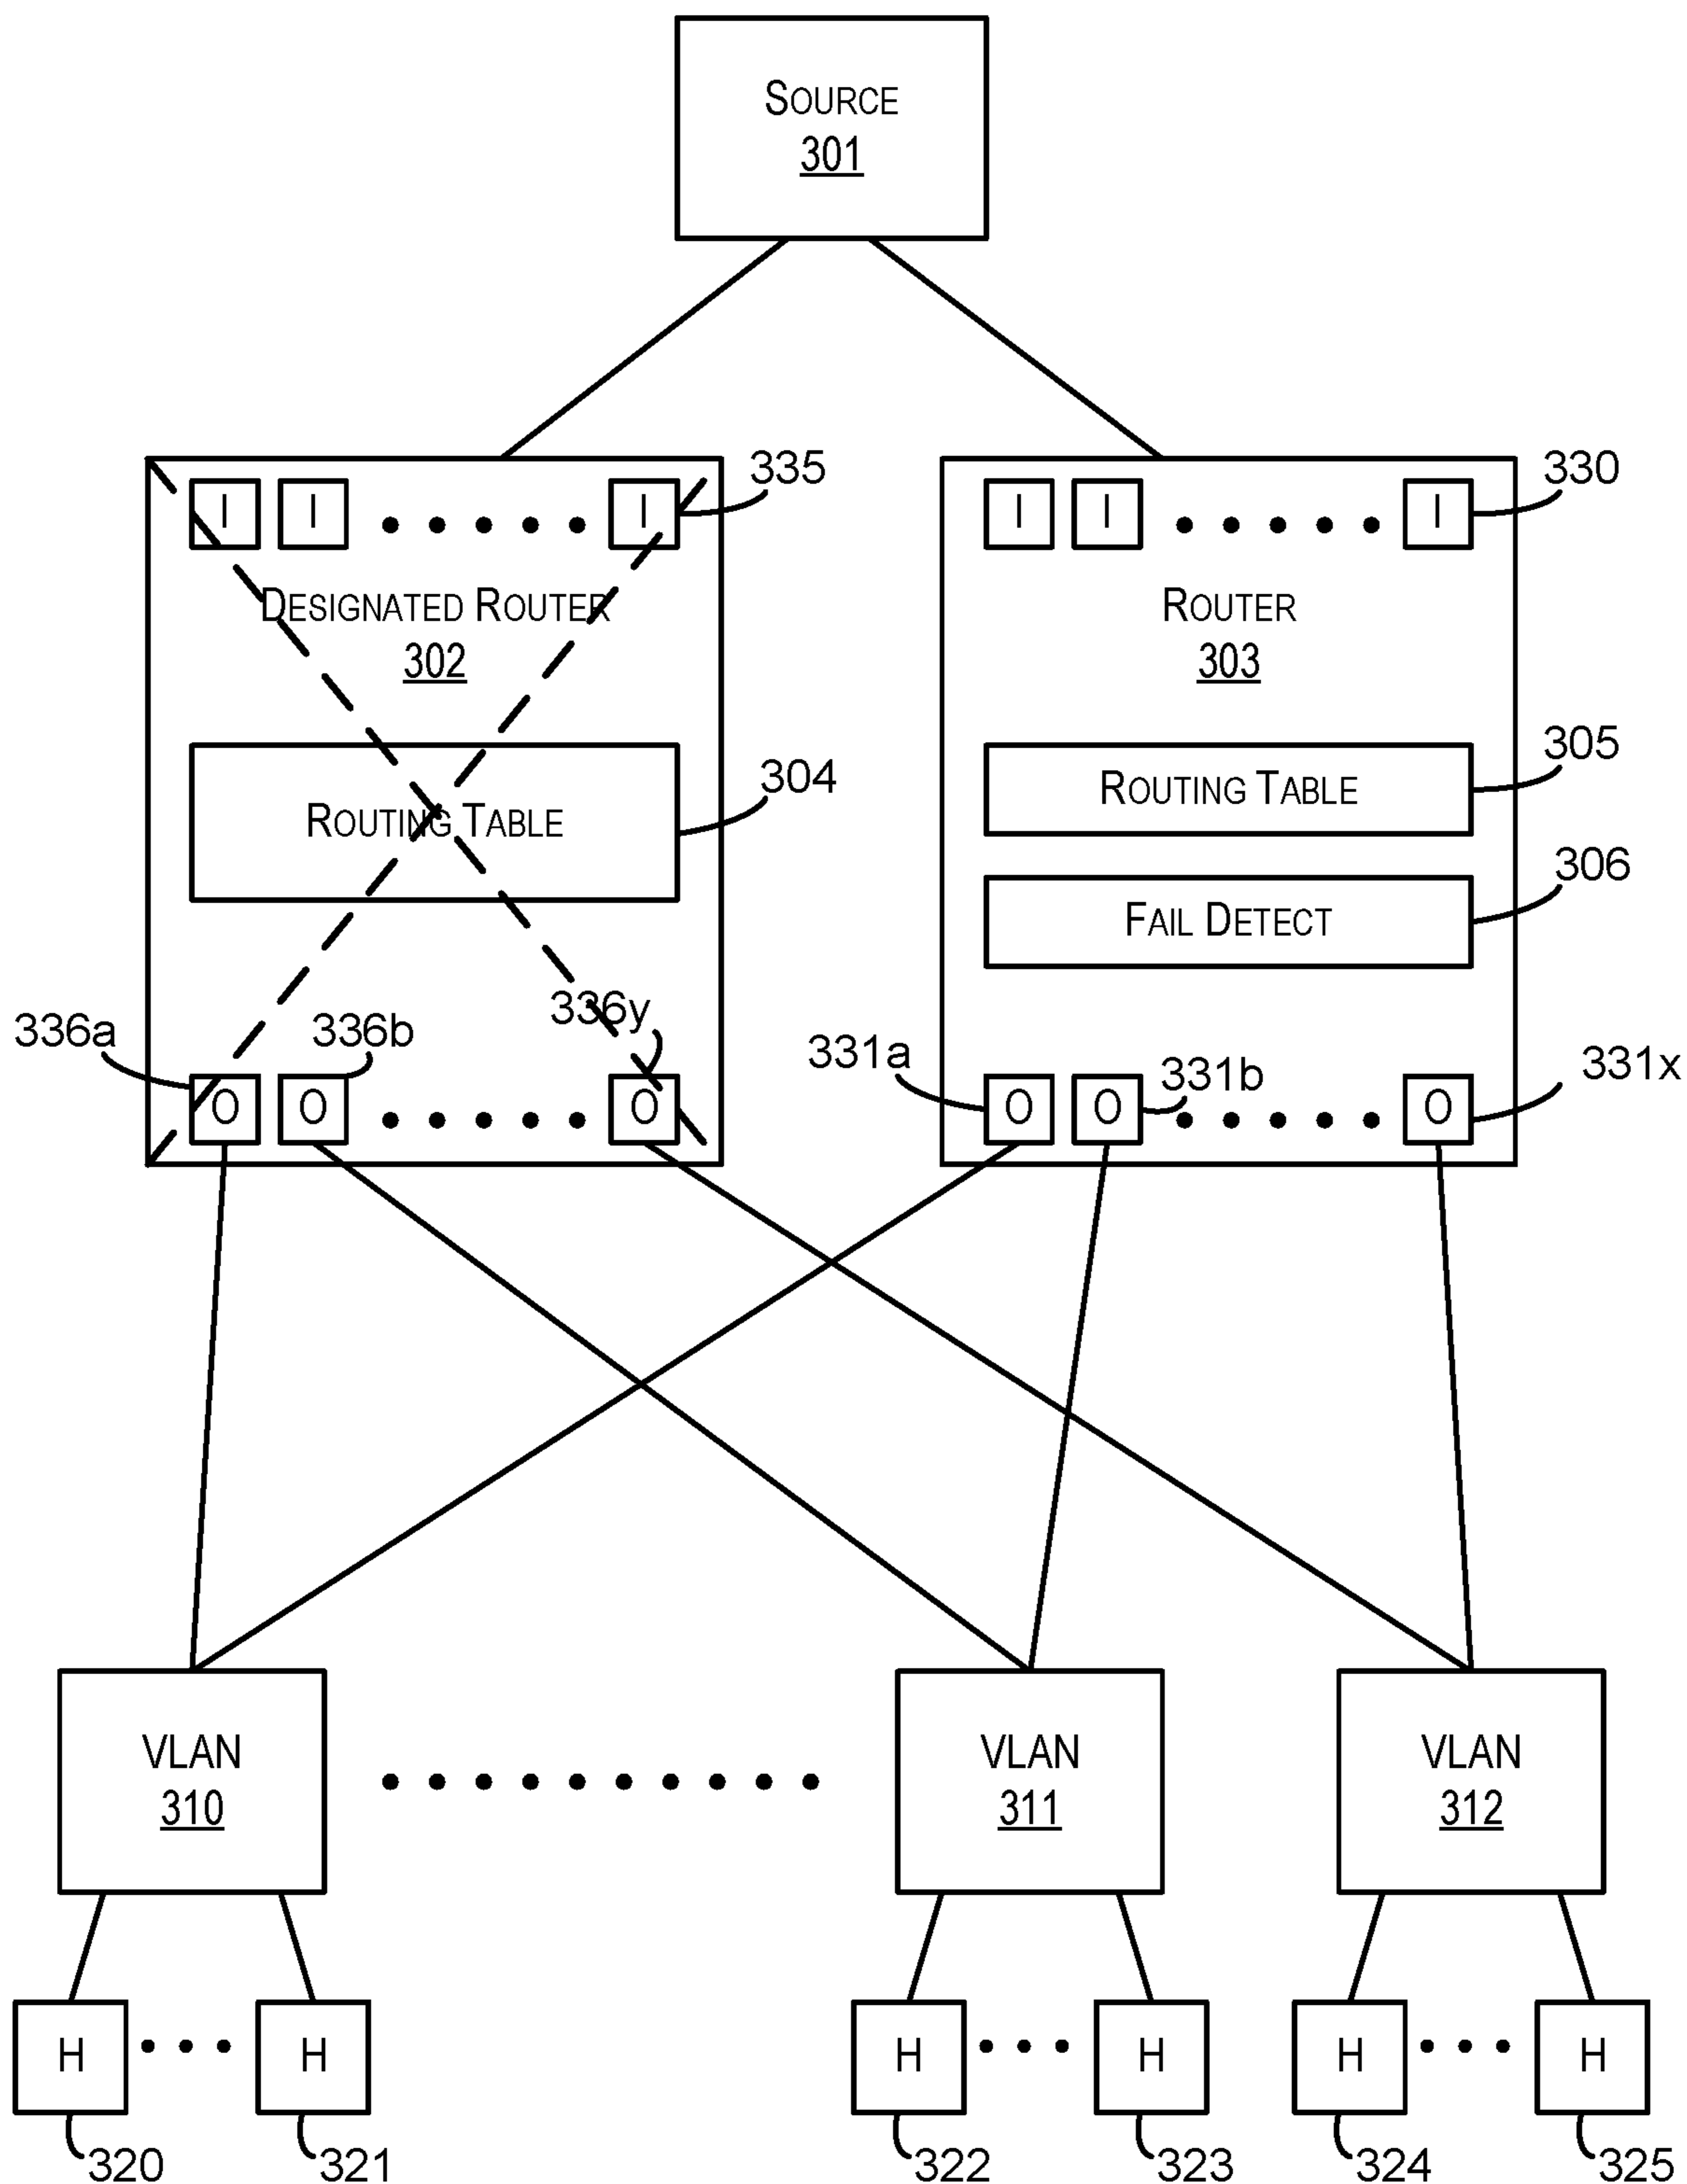 SOURCE
301
335
330
I I I
I I I
DESIGNATED ROUTER
302
ROUTER
303
ROUTING TABLE
304
ROUTING TABLE
305
FAIL DETECT
306
336a
336b
336y
331a
331b
331x
O O O
O O O
VLAN
310
VLAN
311
VLAN
312
H H H H H H
320 321 322 323 324 325